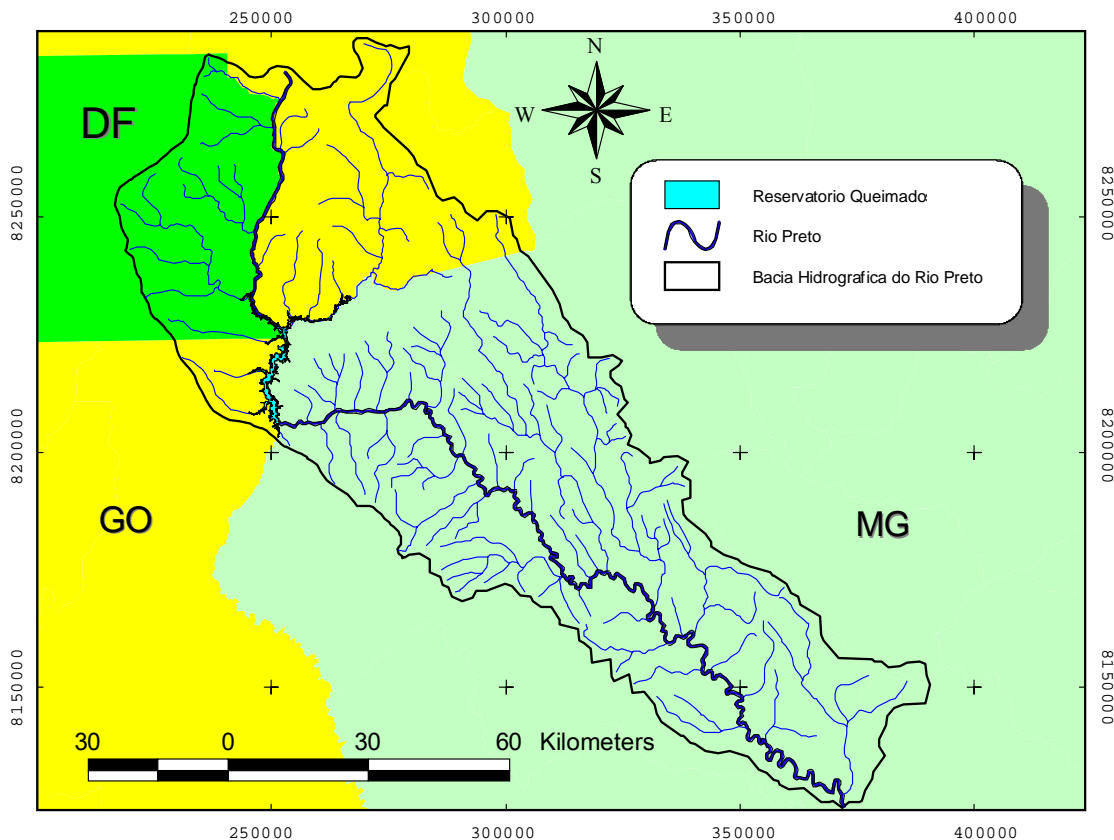 250000 300000 350000 400000
N
W E
S
DF
8250000 8250000
Reservatorio Queimado
Rio Preto
Bacia Hidrografica do Rio Preto
8200000 8200000
GO MG
8150000 8150000
30 0 30 60 Kilometers
250000 300000 350000 400000